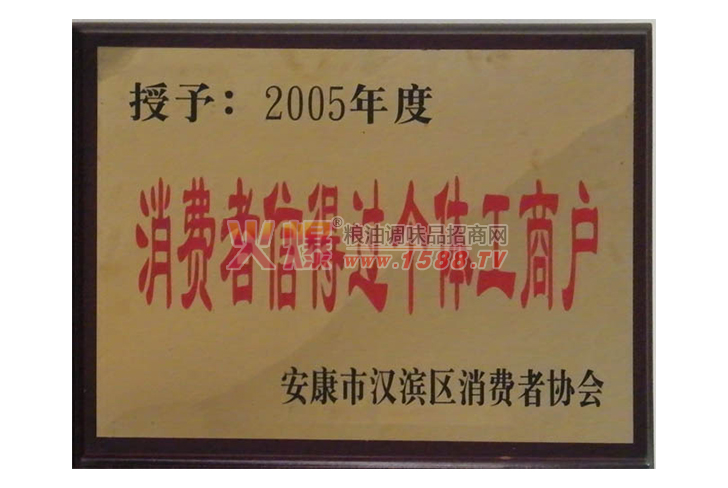 授予：2005年度
消费者信得过个体工商户
火爆®粮油调味品招商网
www.1588.TV
安康市汉滨区消费者协会